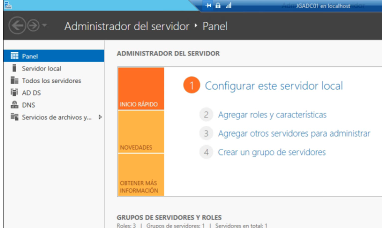 JGADC01 en localhost
Administrador del servidor • Panel
Panel
Servidor local
Todos los servidores
AD DS
DNS
Servicios de archivos y...
ADMINISTRADOR DEL SERVIDOR
INICIO RÁPIDO
NOVEDADES
OBTENER MÁS
INFORMACIÓN
1 Configurar este servidor local
2 Agregar roles y características
3 Agregar otros servidores para administrar
4 Crear un grupo de servidores
GRUPOS DE SERVIDORES Y ROLES
Roles: 3 | Grupos de servidores: 1 | Servidores en total: 1